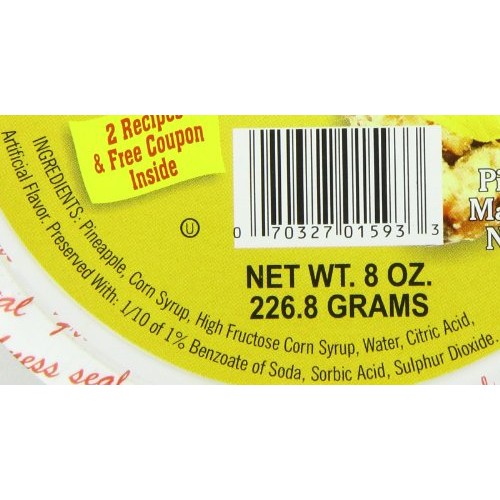 2 Recipes
& Free Coupon
Inside
0 70327 01593 3
U
NET WT. 8 OZ.
226.8 GRAMS
INGREDIENTS: Pineapple, Corn Syrup, High Fructose Corn Syrup, Water, Citric Acid,
Artificial Flavor. Preserved With: 1/10 of 1% Benzoate of Soda, Sorbic Acid, Sulphur Dioxide.